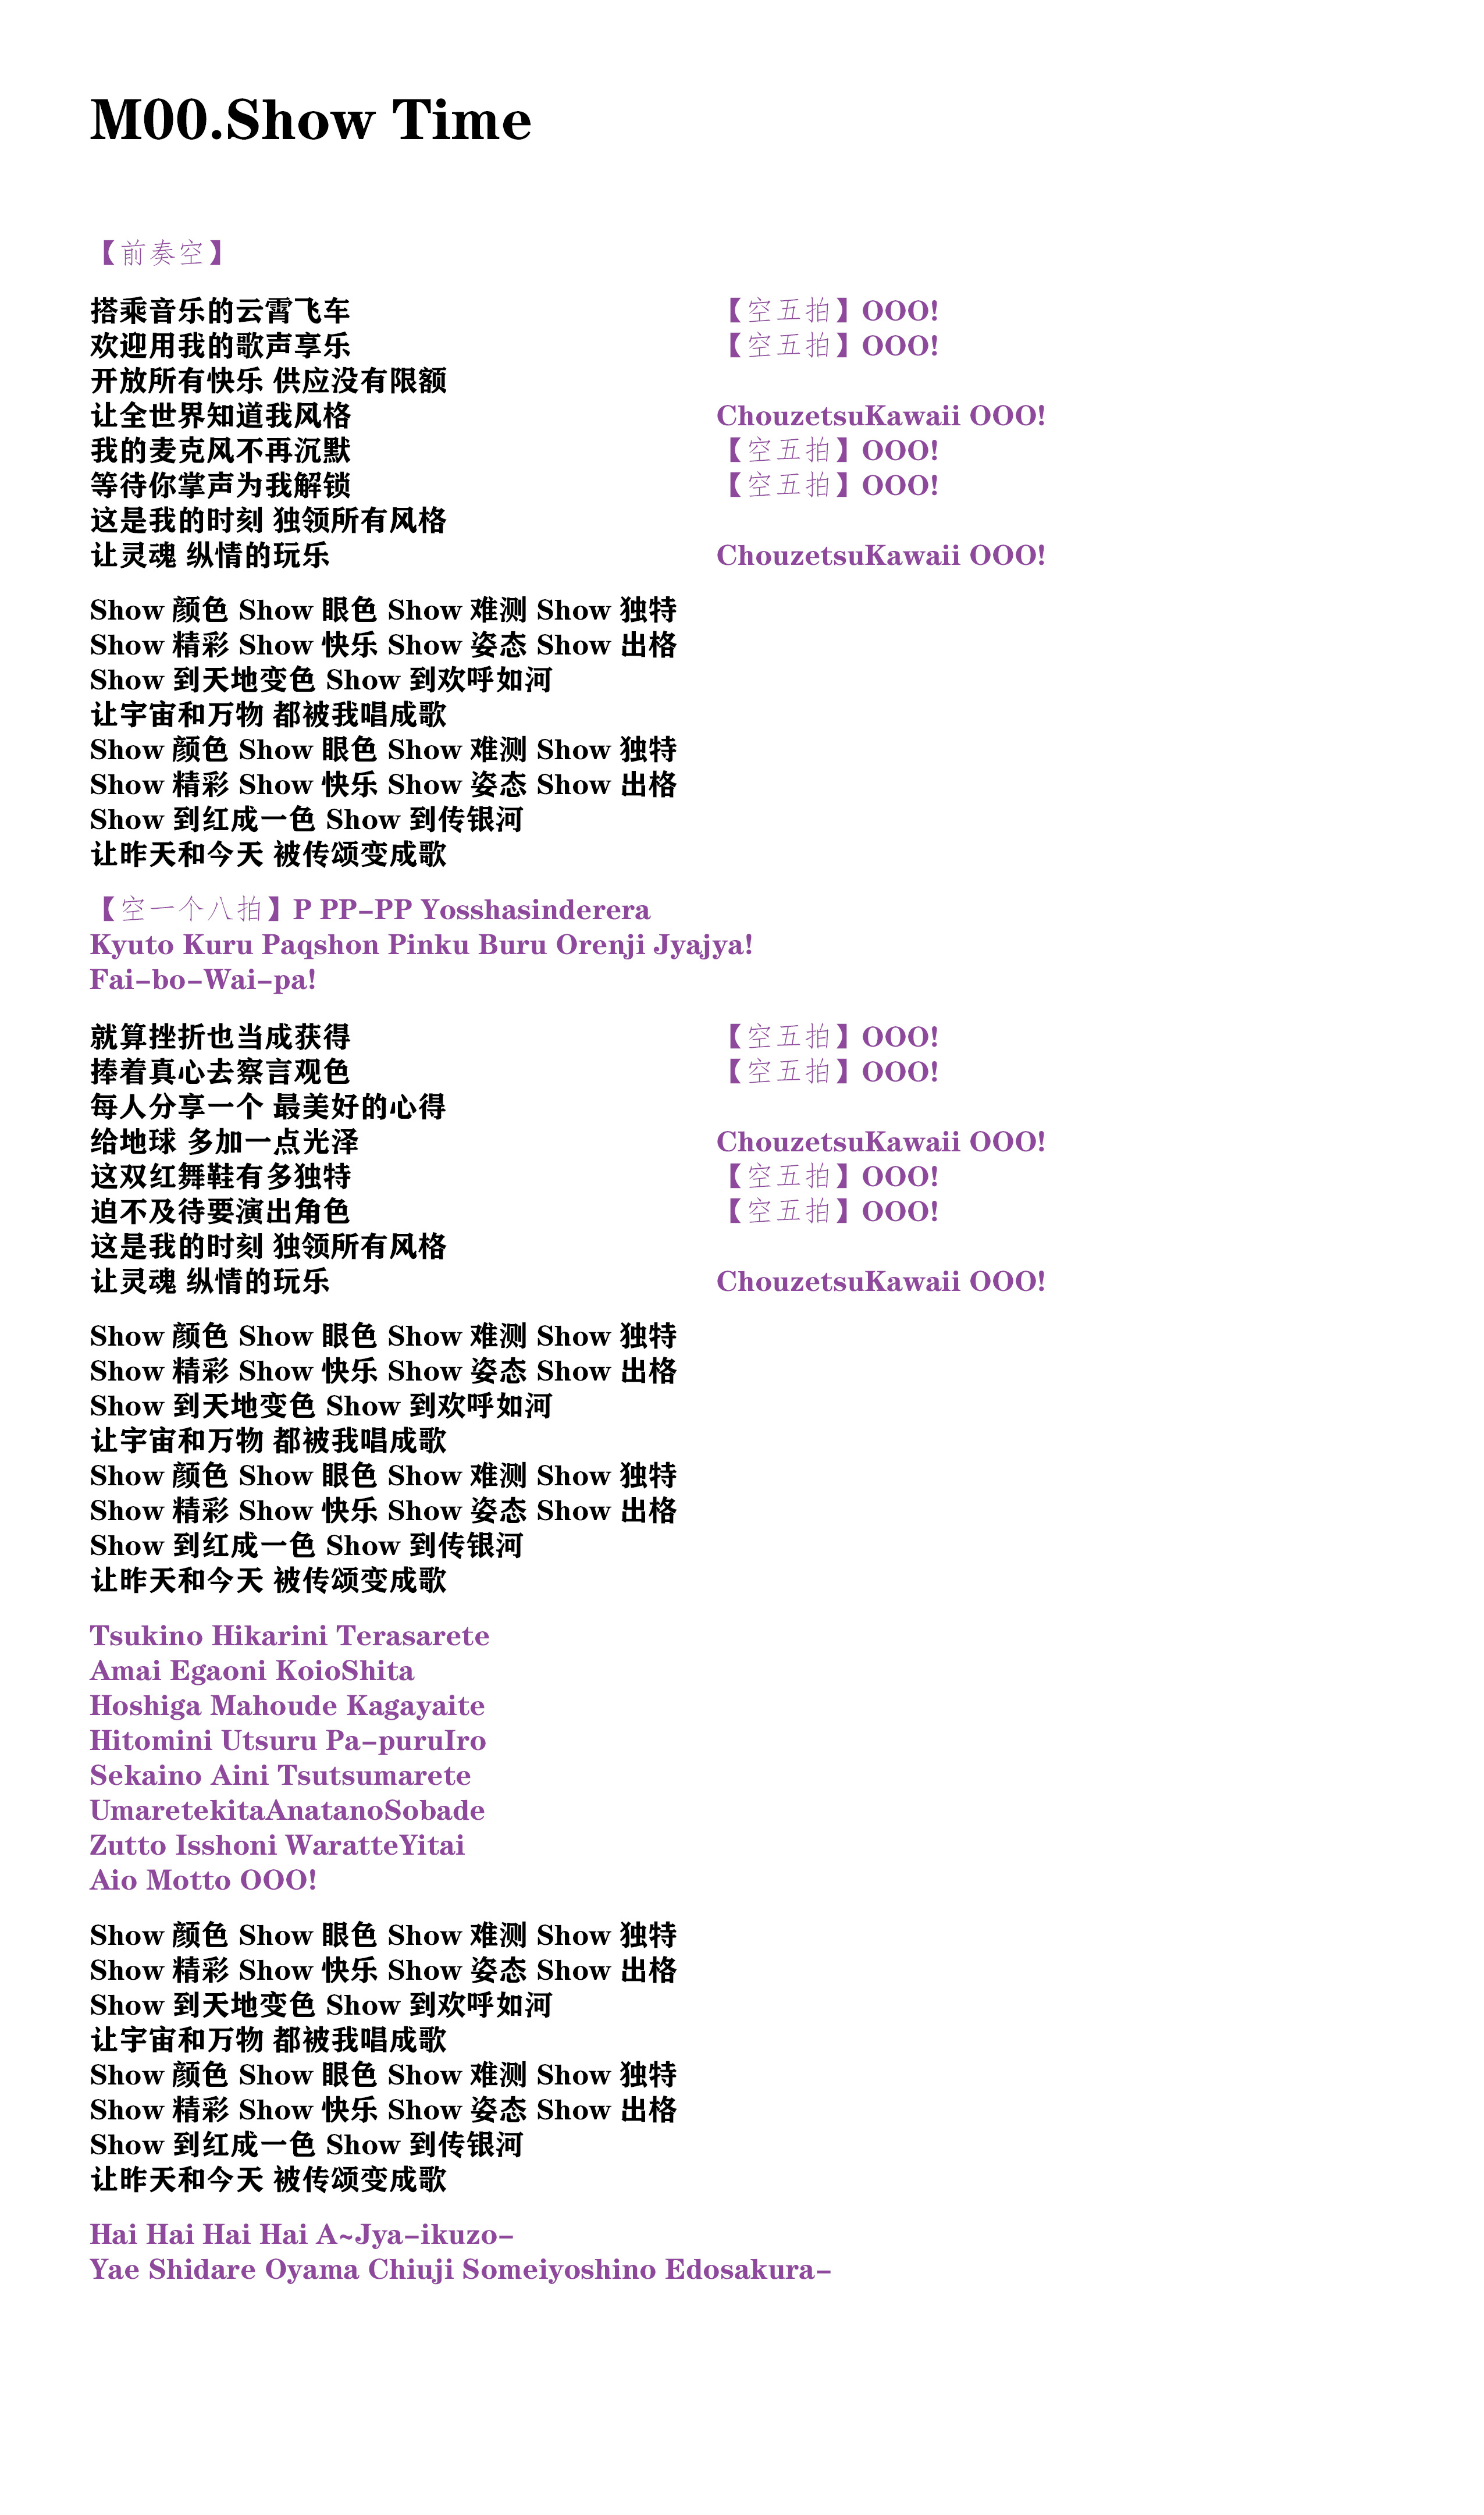 M00.Show Time
【前奏空】
搭乘音乐的云霄飞车 【空五拍】OOO!
欢迎用我的歌声享乐 【空五拍】OOO!
开放所有快乐 供应没有限额
让全世界知道我风格 ChouzetsuKawaii OOO!
我的麦克风不再沉默 【空五拍】OOO!
等待你掌声为我解锁 【空五拍】OOO!
这是我的时刻 独领所有风格
让灵魂 纵情的玩乐 ChouzetsuKawaii OOO!
Show 颜色 Show 眼色 Show 难测 Show 独特
Show 精彩 Show 快乐 Show 姿态 Show 出格
Show 到天地变色 Show 到欢呼如河
让宇宙和万物 都被我唱成歌
Show 颜色 Show 眼色 Show 难测 Show 独特
Show 精彩 Show 快乐 Show 姿态 Show 出格
Show 到红成一色 Show 到传银河
让昨天和今天 被传颂变成歌
【空一个八拍】P PP-PP Yosshasinderera
Kyuto Kuru Paqshon Pinku Buru Orenji Jyajya!
Fai-bo-Wai-pa!
就算挫折也当成获得 【空五拍】OOO!
捧着真心去察言观色 【空五拍】OOO!
每人分享一个 最美好的心得
给地球 多加一点光泽 ChouzetsuKawaii OOO!
这双红舞鞋有多独特 【空五拍】OOO!
迫不及待要演出角色 【空五拍】OOO!
这是我的时刻 独领所有风格
让灵魂 纵情的玩乐 ChouzetsuKawaii OOO!
Show 颜色 Show 眼色 Show 难测 Show 独特
Show 精彩 Show 快乐 Show 姿态 Show 出格
Show 到天地变色 Show 到欢呼如河
让宇宙和万物 都被我唱成歌
Show 颜色 Show 眼色 Show 难测 Show 独特
Show 精彩 Show 快乐 Show 姿态 Show 出格
Show 到红成一色 Show 到传银河
让昨天和今天 被传颂变成歌
Tsukino Hikarini Terasarete
Amai Egaoni KoioShita
Hoshiga Mahoude Kagayaite
Hitomini Utsuru Pa-puruIro
Sekaino Aini Tsutsumarete
UmaretekitaAnatanoSobade
Zutto Isshoni WaratteYitai
Aio Motto OOO!
Show 颜色 Show 眼色 Show 难测 Show 独特
Show 精彩 Show 快乐 Show 姿态 Show 出格
Show 到天地变色 Show 到欢呼如河
让宇宙和万物 都被我唱成歌
Show 颜色 Show 眼色 Show 难测 Show 独特
Show 精彩 Show 快乐 Show 姿态 Show 出格
Show 到红成一色 Show 到传银河
让昨天和今天 被传颂变成歌
Hai Hai Hai Hai A~Jya-ikuzo-
Yae Shidare Oyama Chiuji Someiyoshino Edosakura-